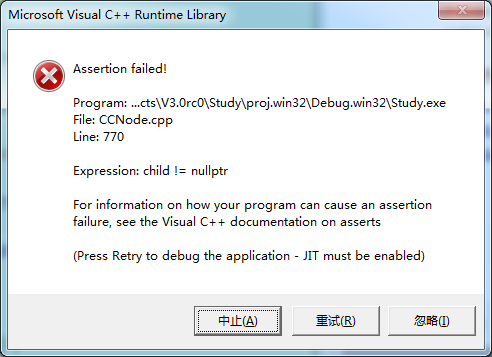 Microsoft Visual C++ Runtime Library
Assertion failed!
Program: ...cts\V3.0rc0\Study\proj.win32\Debug.win32\Study.exe
File: CCNode.cpp
Line: 770
Expression: child != nullptr
For information on how your program can cause an assertion
failure, see the Visual C++ documentation on asserts
(Press Retry to debug the application - JIT must be enabled)
中止(A) 重试(R) 忽略(I)